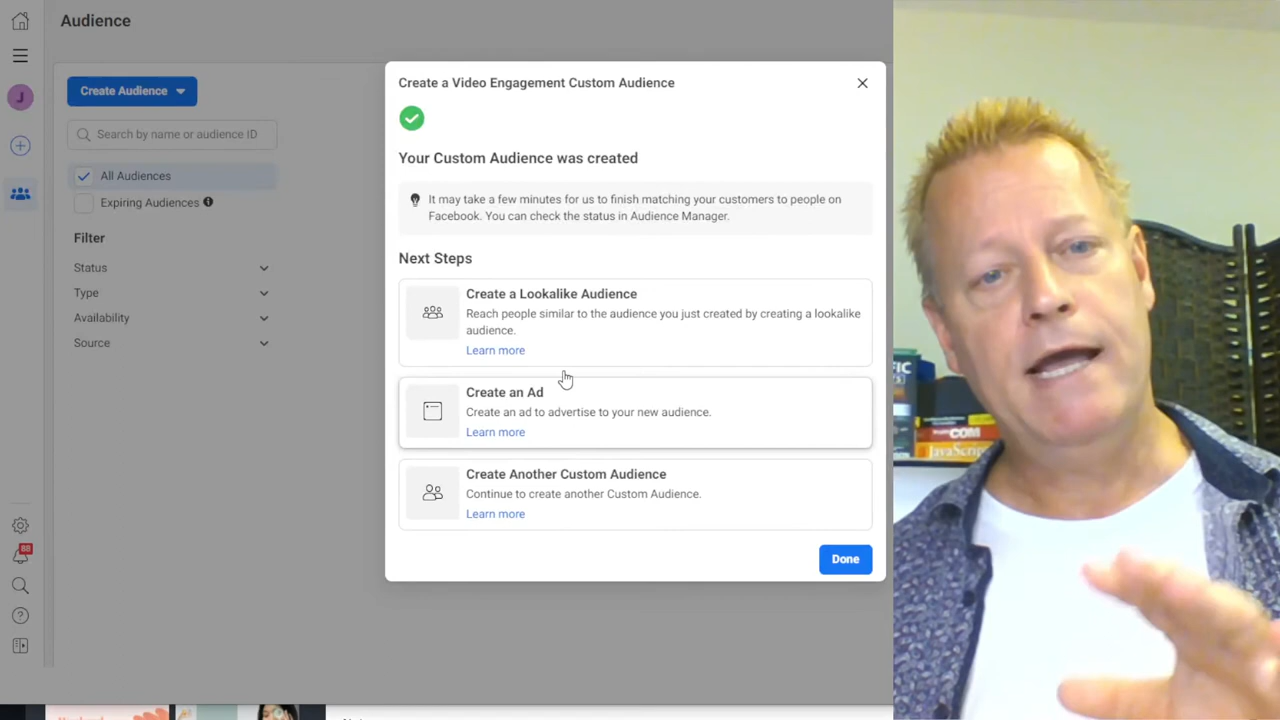 Audience
J
Create Audience
Search by name or audience ID
All Audiences
Expiring Audiences
Filter
Status
Type
Availability
Source
88
Create a Video Engagement Custom Audience
Your Custom Audience was created
It may take a few minutes for us to finish matching your customers to people on
Facebook. You can check the status in Audience Manager.
Next Steps
Create a Lookalike Audience
Reach people similar to the audience you just created by creating a lookalike
audience.
Learn more
Create an Ad
Create an ad to advertise to your new audience.
Learn more
Create Another Custom Audience
Continue to create another Custom Audience.
Learn more
Done
COM
JavaScript